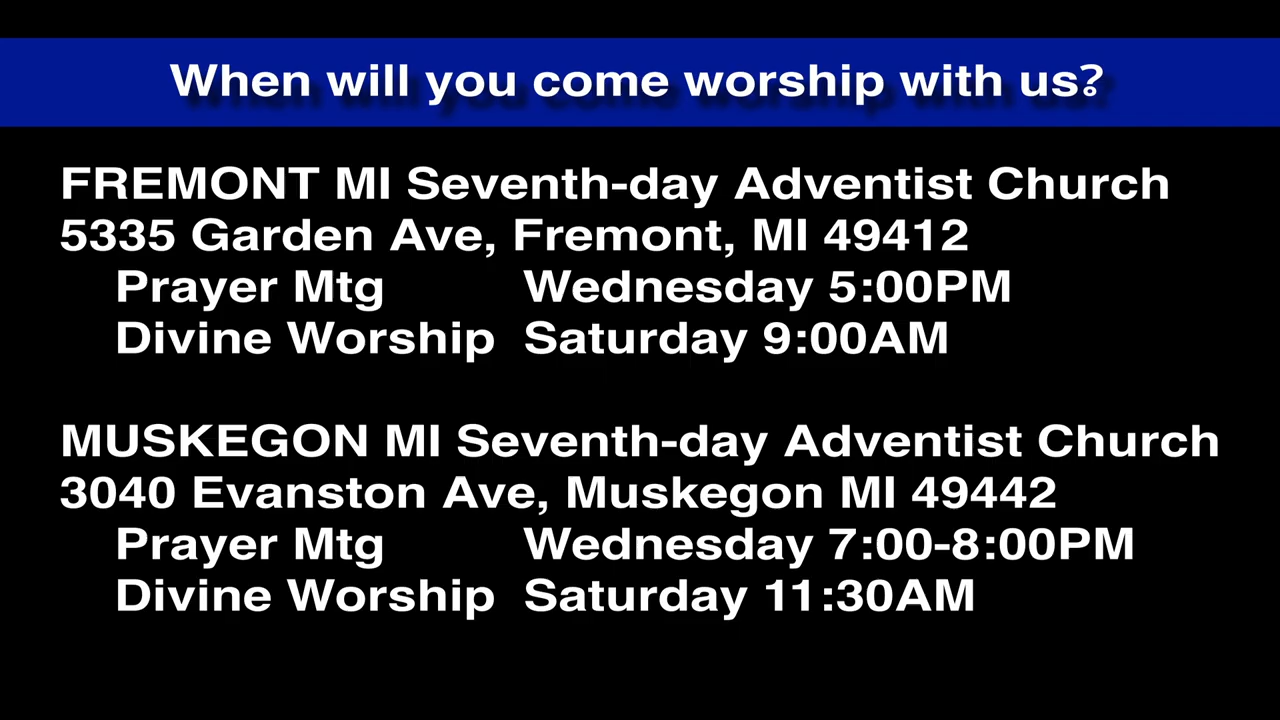 When will you come worship with us?
FREMONT MI Seventh-day Adventist Church
5335 Garden Ave, Fremont, MI 49412
Prayer Mtg Wednesday 5:00PM
Divine Worship Saturday 9:00AM
MUSKEGON MI Seventh-day Adventist Church
3040 Evanston Ave, Muskegon MI 49442
Prayer Mtg Wednesday 7:00-8:00PM
Divine Worship Saturday 11:30AM